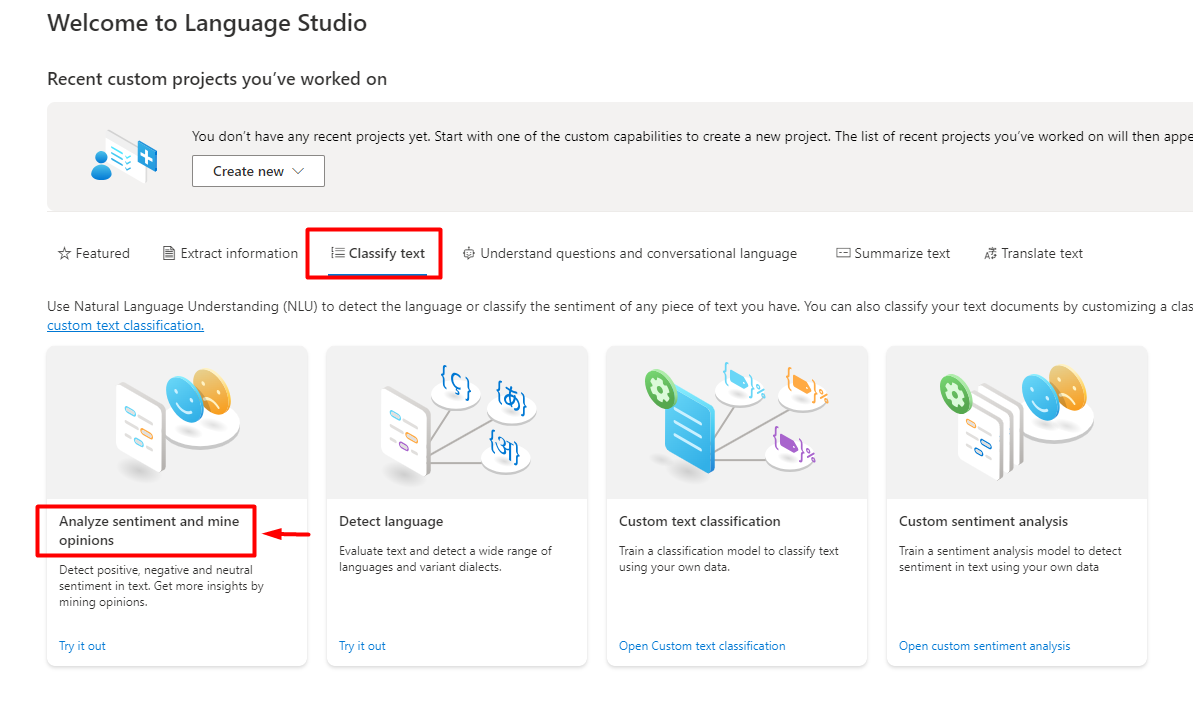 Welcome to Language Studio
Recent custom projects you've worked on
You don't have any recent projects yet. Start with one of the custom capabilities to create a new project. The list of recent projects you've worked on will then appe
Create new
Featured
Extract information
Classify text
Understand questions and conversational language
Summarize text
Translate text
Use Natural Language Understanding (NLU) to detect the language or classify the sentiment of any piece of text you have. You can also classify your text documents by customizing a clas
custom text classification.
{ç}
{あ}
{अ}
%
%
%
Analyze sentiment and mine
opinions
Detect positive, negative and neutral
sentiment in text. Get more insights by
mining opinions.
Try it out
Detect language
Evaluate text and detect a wide range of
languages and variant dialects.
Try it out
Custom text classification
Train a classification model to classify text
using your own data.
Open Custom text classification
Custom sentiment analysis
Train a sentiment analysis model to detect
sentiment in text using your own data
Open custom sentiment analysis